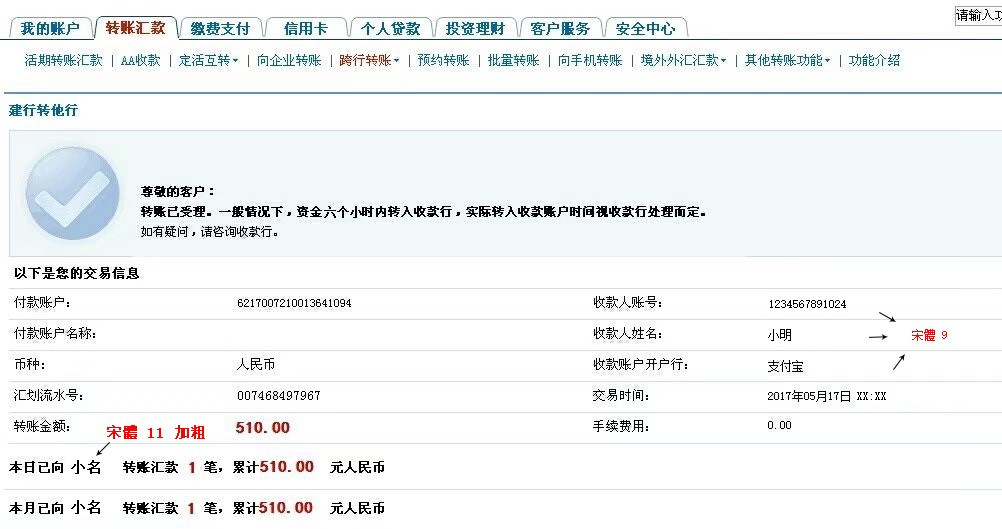 请输入工
我的账户 转账汇款 缴费支付 信用卡 个人贷款 投资理财 客户服务 安全中心
活期转账汇款 | AA收款 | 定活互转 | 向企业转账 | 跨行转账 | 预约转账 | 批量转账 | 向手机转账 | 境外外汇汇款 | 其他转账功能 | 功能介绍
建行转他行
尊敬的客户：
转账已受理。一般情况下，资金六个小时内转入收款行，实际转入收款账户时间视收款行处理而定。
如有疑问，请咨询收款行。
以下是您的交易信息
付款账户： 6217007210013641094 收款人账号： 1234567891024
付款账户名称： 收款人姓名： 小明 宋體 9
币种： 人民币 收款账户开户行： 支付宝
汇划流水号： 007468497967 交易时间： 2017年05月17日 XX:XX
转账金额： 510.00 手续费用： 0.00
宋體 11 加粗
本日已向 小名 转账汇款 1 笔，累计510.00 元人民币
本月已向 小名 转账汇款 1 笔，累计510.00 元人民币